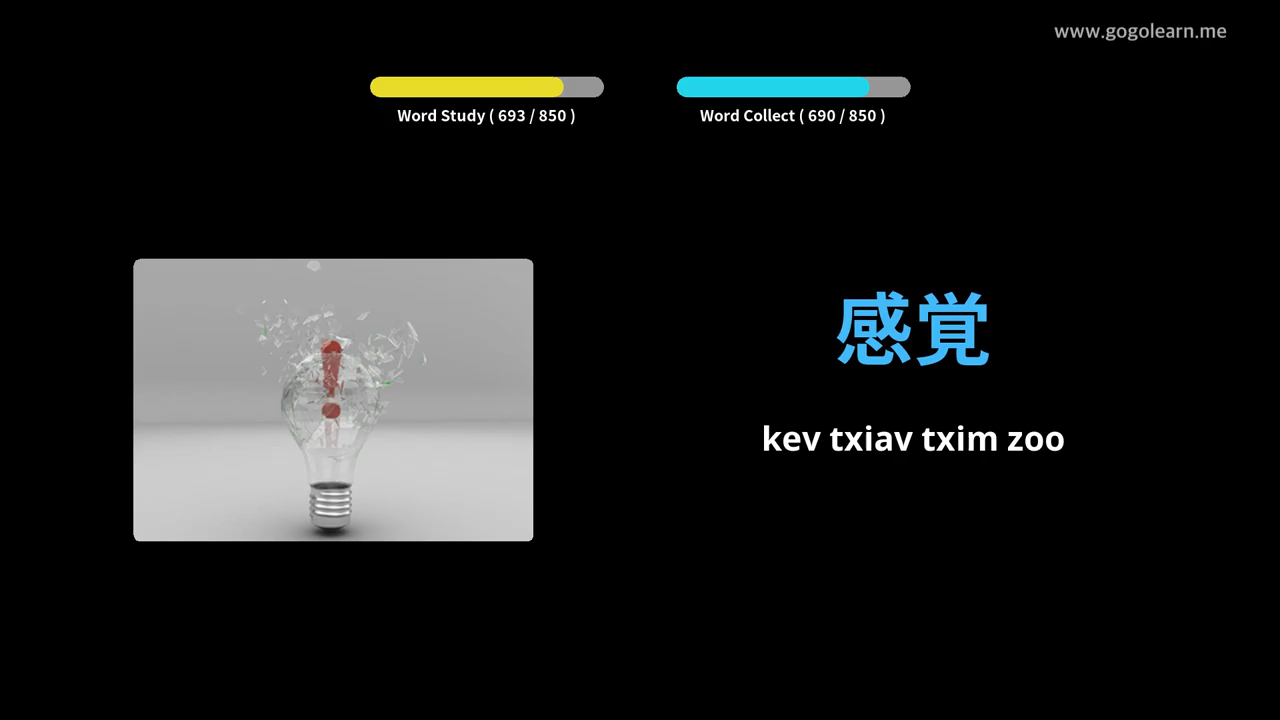 www.gogolearn.me
Word Study ( 693 / 850 )
Word Collect ( 690 / 850 )
感覚
kev txiav txim zoo